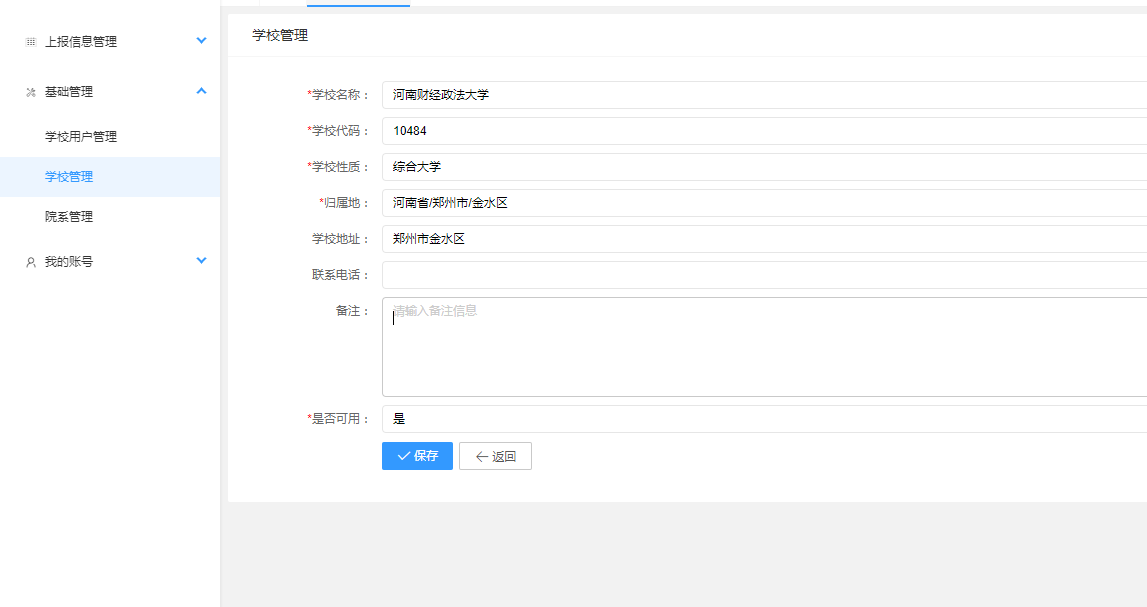 上报信息管理
基础管理
学校用户管理
学校管理
院系管理
我的账号
学校管理
*学校名称： 河南财经政法大学
*学校代码： 10484
*学校性质： 综合大学
*归属地： 河南省/郑州市/金水区
学校地址： 郑州市金水区
联系电话：
备注： 请输入备注信息
*是否可用： 是
保存 返回